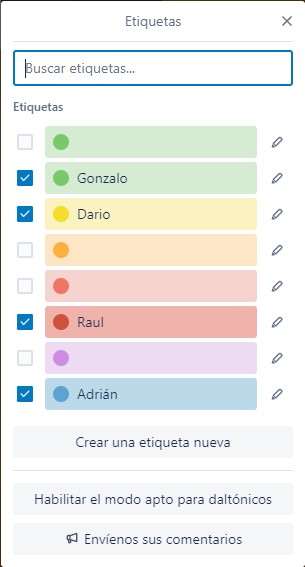 Etiquetas
Buscar etiquetas...
Etiquetas
Gonzalo
Dario
Raul
Adrián
Crear una etiqueta nueva
Habilitar el modo apto para daltónicos
Envíenos sus comentarios